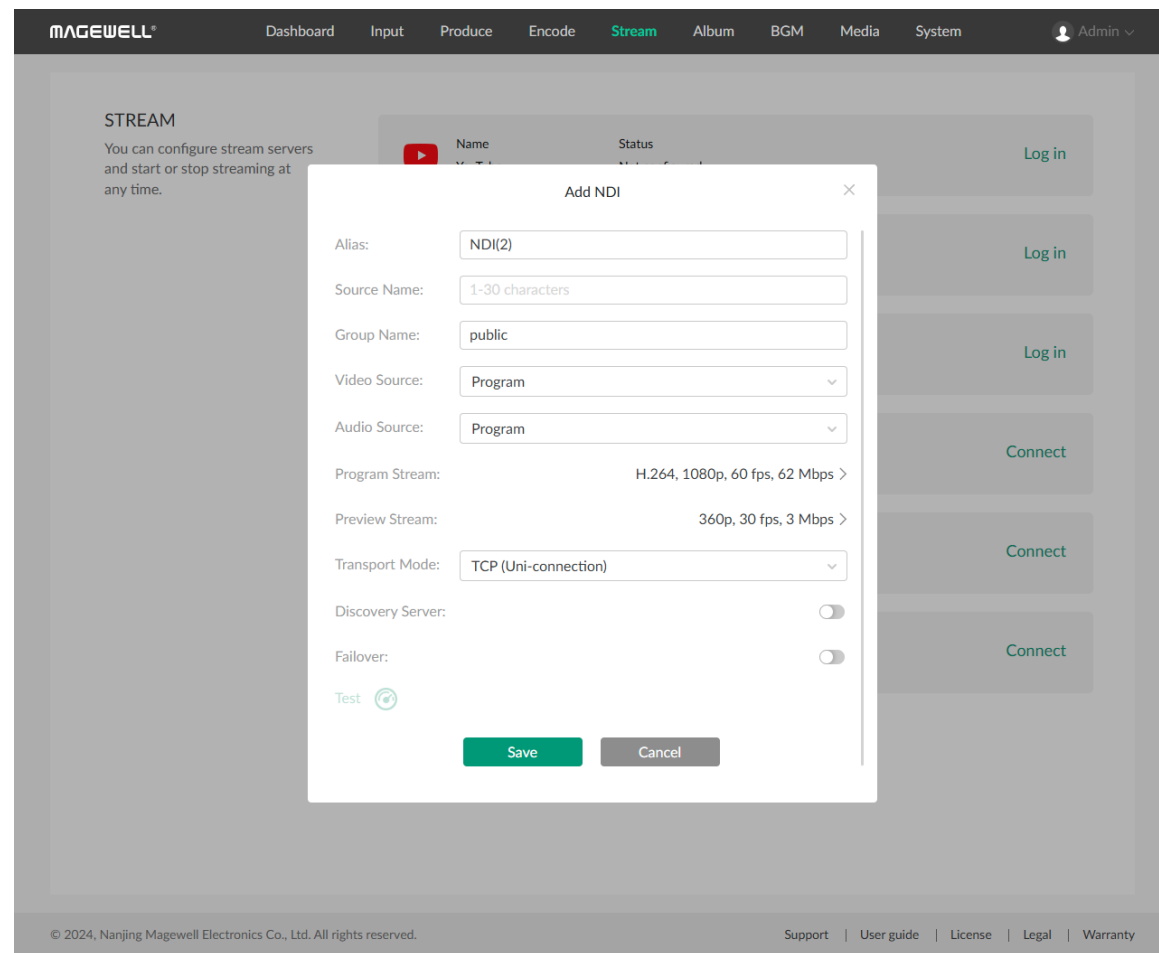 MAGEWELL®
Dashboard Input Produce Encode Stream Album BGM Media System Admin
STREAM
You can configure stream servers
and start or stop streaming at
any time.
Name Status
Log in
Log in
Log in
Connect
Connect
Connect
Add NDI
Alias: NDI(2)
Source Name: 1-30 characters
Group Name: public
Video Source: Program
Audio Source: Program
Program Stream: H.264, 1080p, 60 fps, 62 Mbps >
Preview Stream: 360p, 30 fps, 3 Mbps >
Transport Mode: TCP (Uni-connection)
Discovery Server:
Failover:
Test
Save Cancel
© 2024, Nanjing Magewell Electronics Co., Ltd. All rights reserved. Support | User guide | License | Legal | Warranty